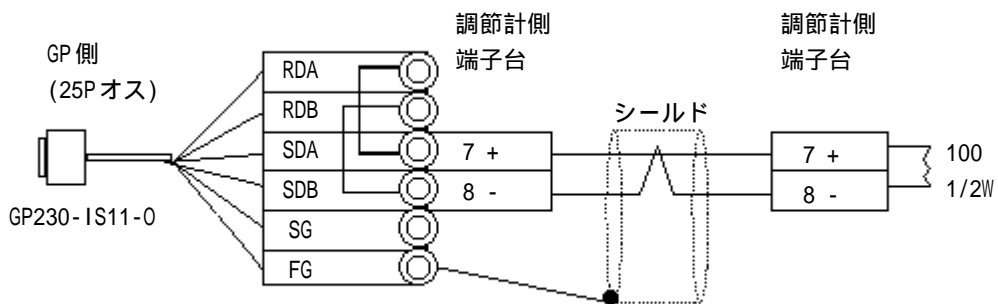 GP側
(25Pオス)
GP230-IS11-O
RDA
RDB
SDA
SDB
SG
FG
調節計側
端子台
7 +
8 -
シールド
調節計側
端子台
7 +
8 -
100
1/2W